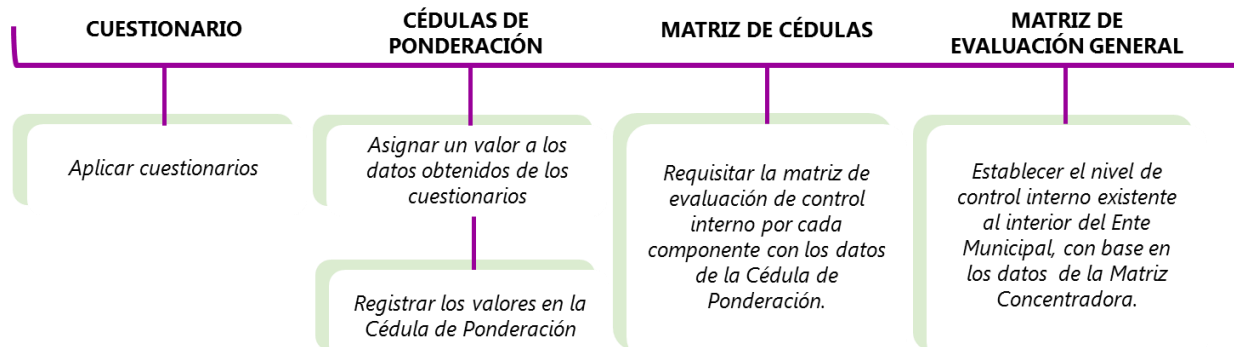 CUESTIONARIO
Aplicar cuestionarios
CÉDULAS DE
PONDERACIÓN
Asignar un valor a los
datos obtenidos de los
cuestionarios
Registrar los valores en la
Cédula de Ponderación
MATRIZ DE CÉDULAS
Requisitar la matriz de
evaluación de control
interno por cada
componente con los datos
de la Cédula de
Ponderación.
MATRIZ DE
EVALUACIÓN GENERAL
Establecer el nivel de
control interno existente
al interior del Ente
Municipal, con base en
los datos de la Matriz
Concentradora.